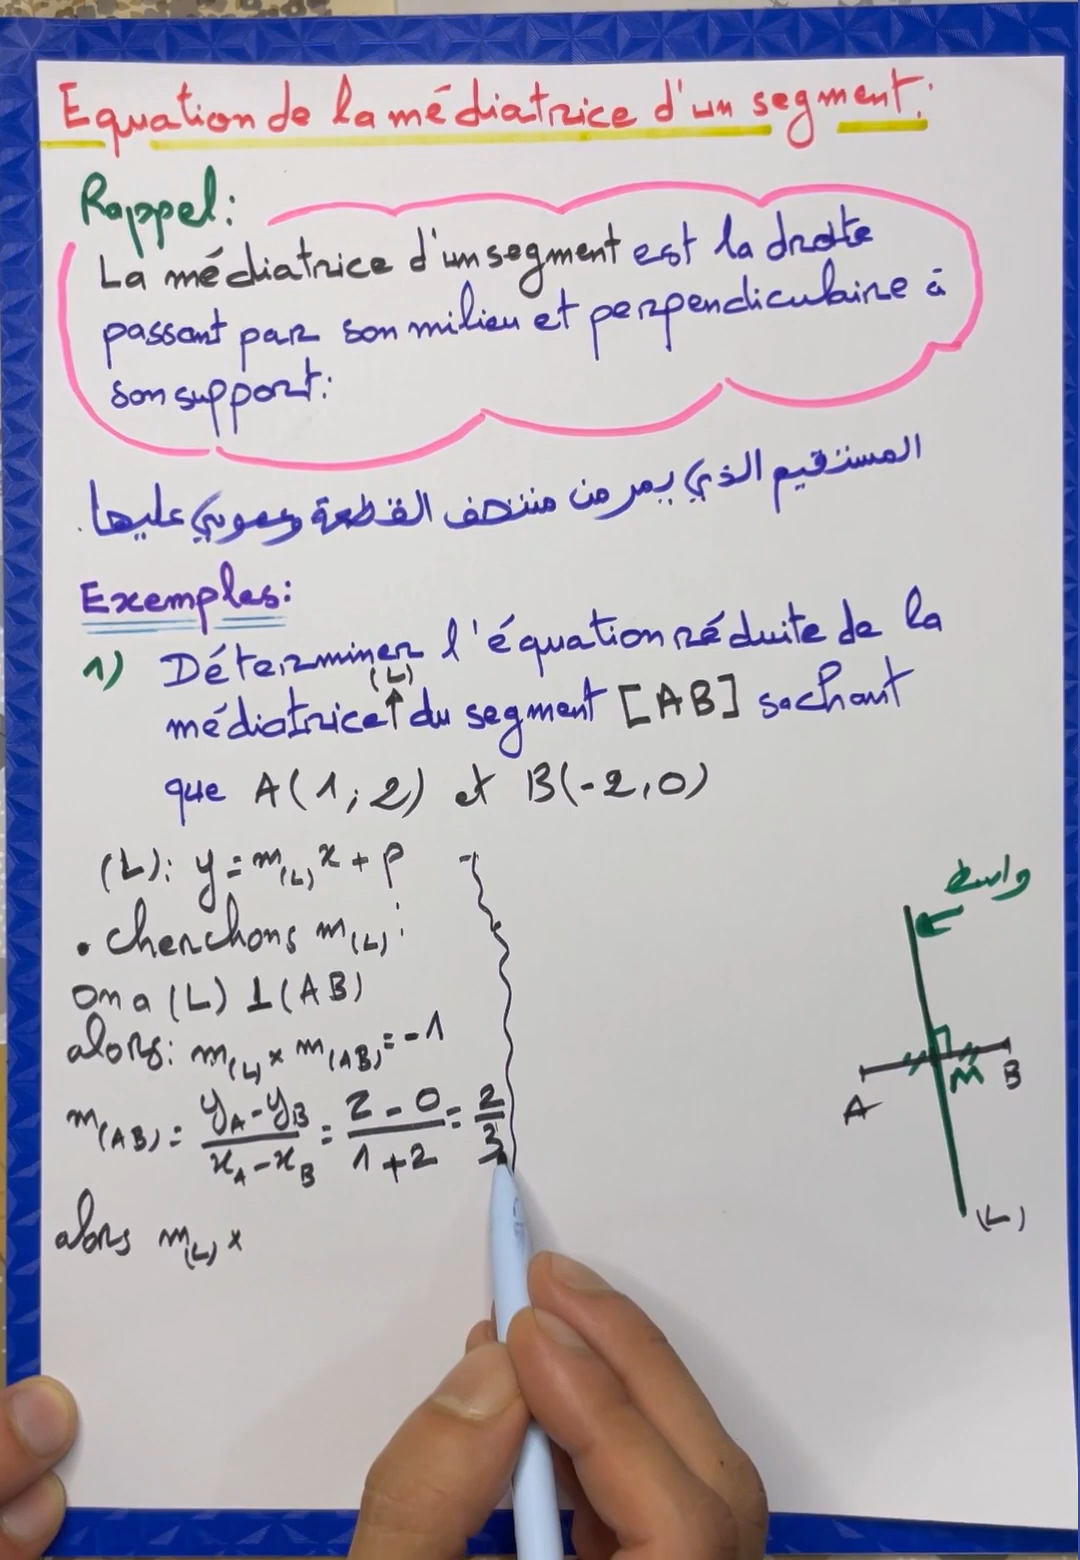 Equation de la médiatrice d'un segment:
Rappel:
La médiatrice d'un segment est la droite
passant par son milieu et perpendiculaire à
son support:
المستقيم الذي يمر من منتصف القطعة وعمودي عليها.
Exemples:
1) Déterminer l'équation réduite de la
(L)
médiatrice↑ du segment [AB] sachant
que A(1;2) et B(-2,0)
(L): y = m(L) x + p
• cherchons m(L):
on a (L) ⊥ (AB)
alors: m(L) × m(AB) = -1
m(AB) = (yA - yB)/(xA - xB) = (2 - 0)/(1 + 2) = 2/3
alors m(L) ×
واسط
A M B
(L)